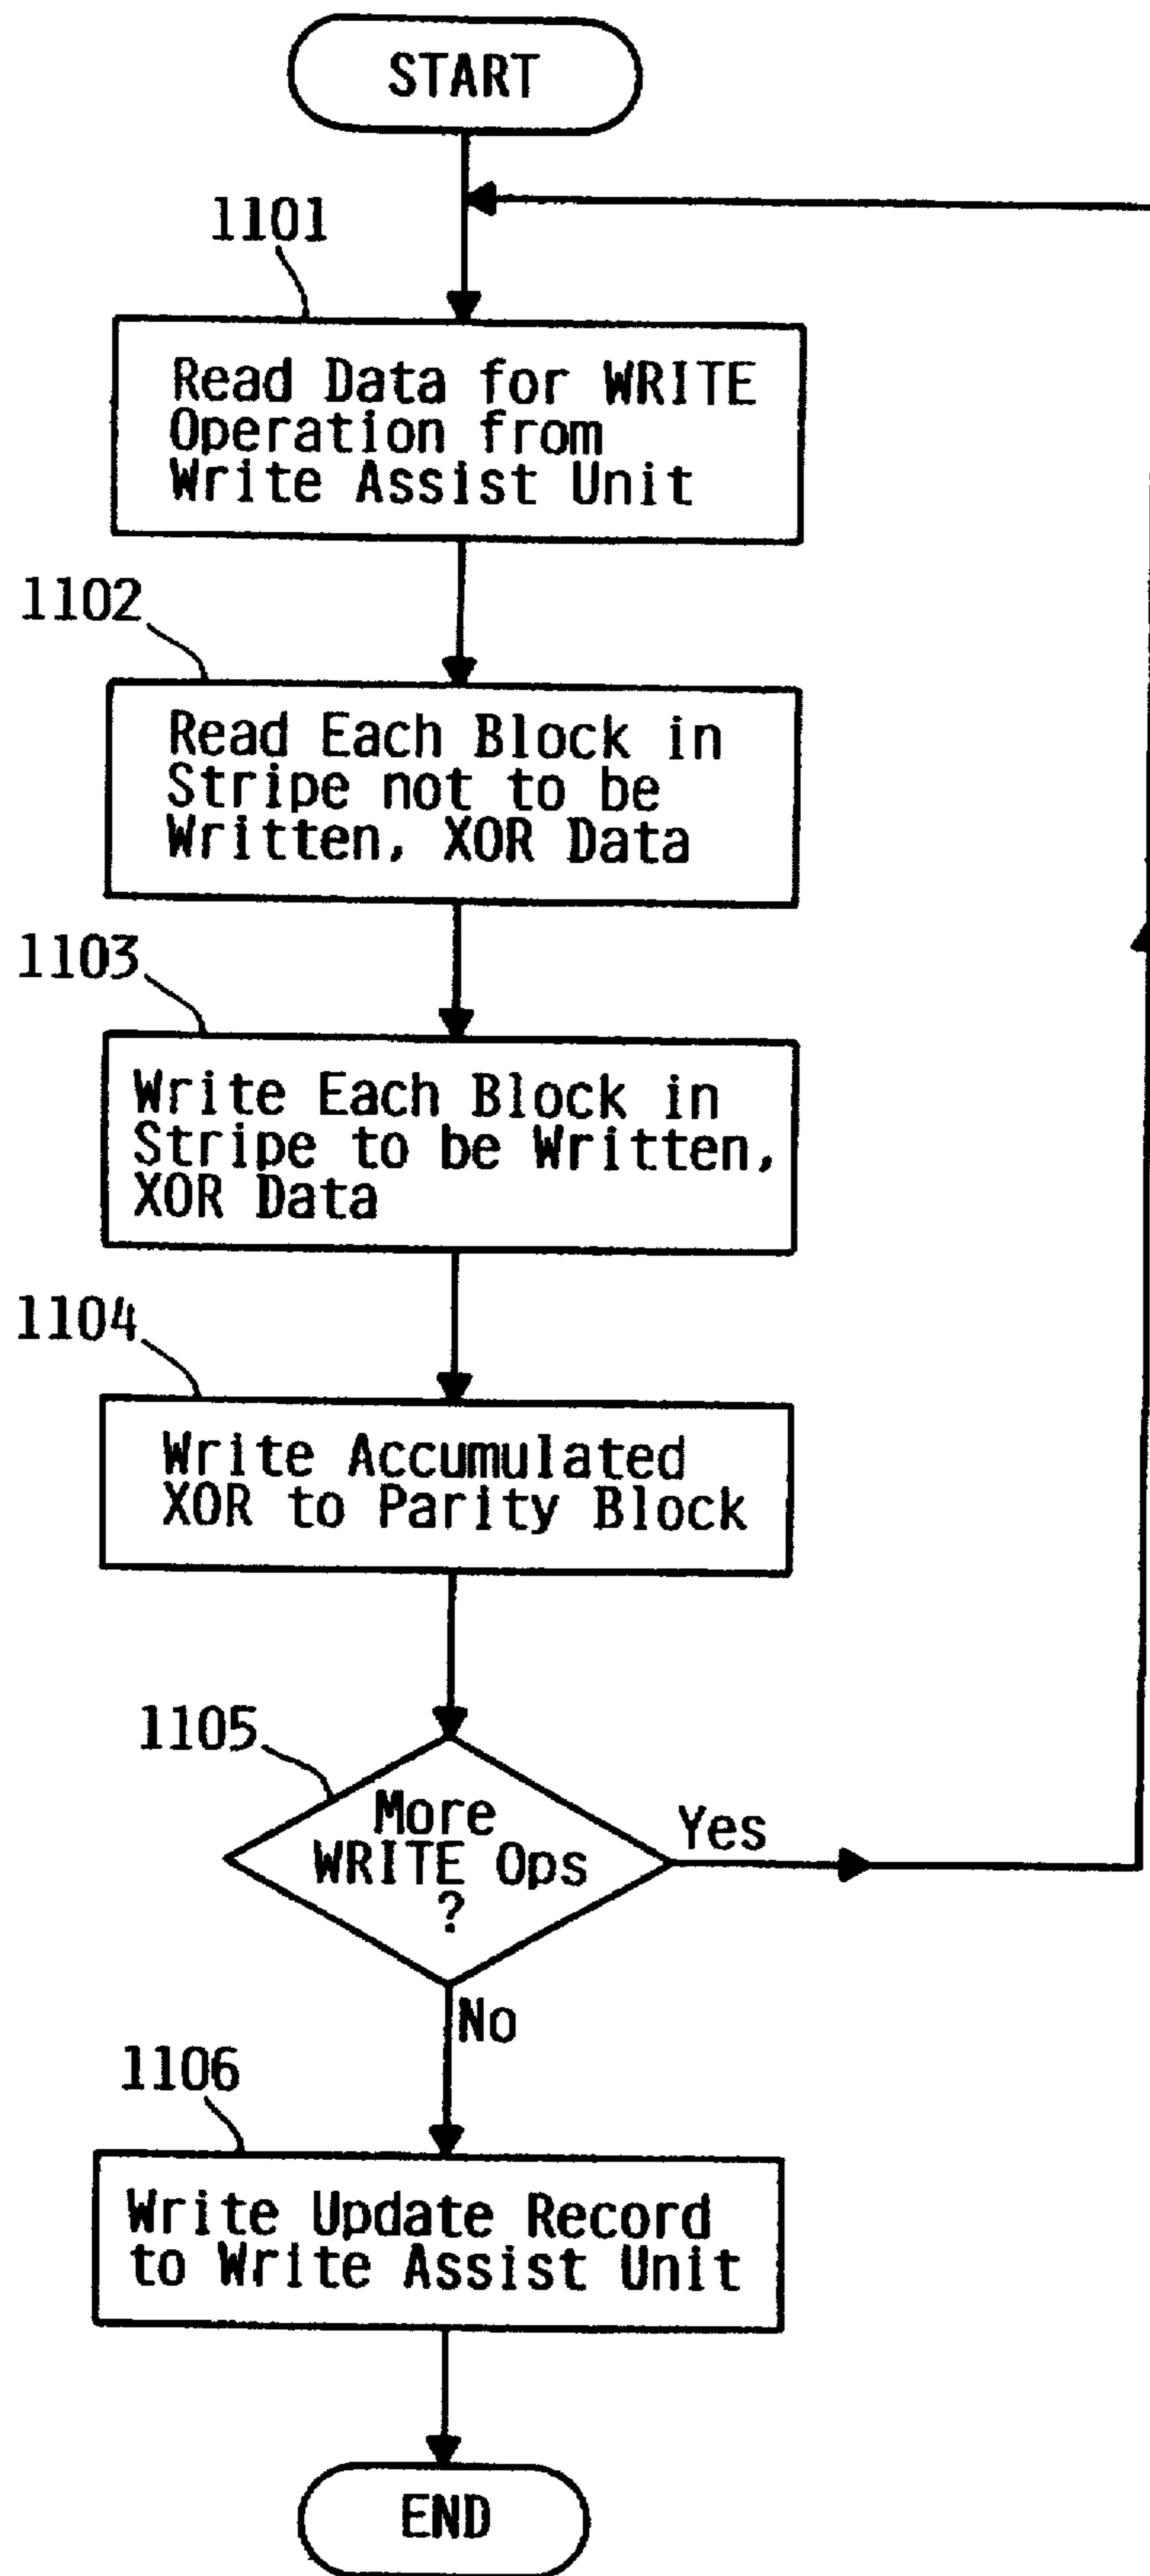 START
1101
Read Data for WRITE
Operation from
Write Assist Unit
1102
Read Each Block in
Stripe not to be
Written, XOR Data
1103
Write Each Block in
Stripe to be Written,
XOR Data
1104
Write Accumulated
XOR to Parity Block
1105
More
WRITE Ops
?
Yes
No
1106
Write Update Record
to Write Assist Unit
END